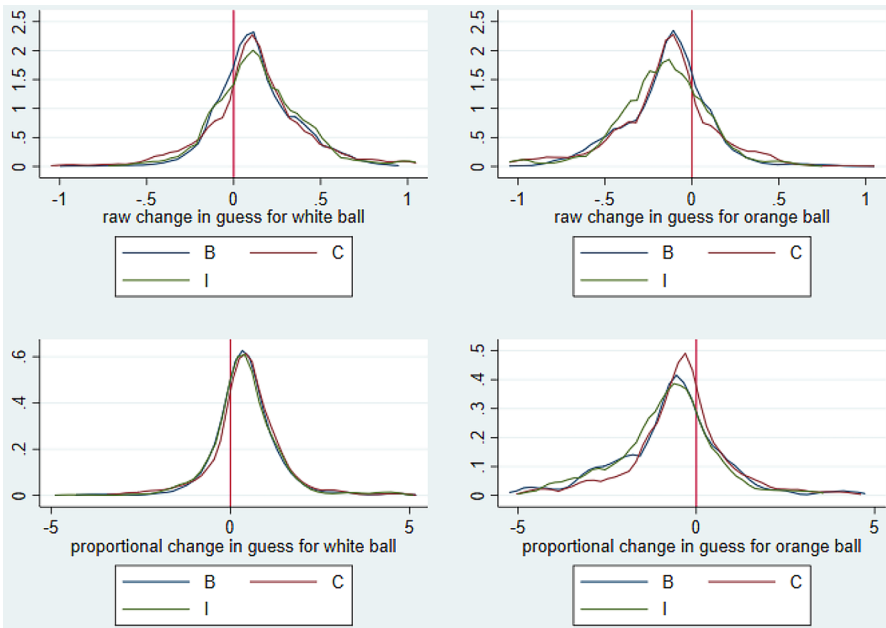 2.5
2
1.5
1
.5
0
-1
-.5
0
.5
1
raw change in guess for white ball
B
C
I
2.5
2
1.5
1
.5
0
-1
-.5
0
.5
1
raw change in guess for orange ball
B
C
I
.6
.4
.2
0
-5
0
5
proportional change in guess for white ball
B
C
I
.5
.4
.3
.2
.1
0
-5
0
5
proportional change in guess for orange ball
B
C
I